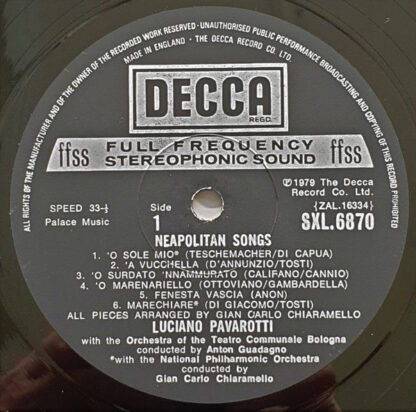 ALL RIGHTS OF THE MANUFACTURER AND OF THE OWNER OF THE RECORDED WORK RESERVED · UNAUTHORISED PUBLIC PERFORMANCE BROADCASTING AND COPYING OF THIS RECORD PROHIBITED
MADE IN ENGLAND · THE DECCA RECORD CO. LTD.
DECCA
REGD.
ffss FULL FREQUENCY STEREOPHONIC SOUND ffss
℗1979 The Decca
Record Co. Ltd.
SPEED 33-⅓
Palace Music
Side
1
{ZAL.16334}
SXL.6870
NEAPOLITAN SONGS
1. 'O SOLE MIO* (TESCHEMACHER/DI CAPUA)
2. 'A VUCCHELLA (D'ANNUNZIO/TOSTI)
3. 'O SURDATO 'NNAMMURATO (CALIFANO/CANNIO)
4. 'O MARENARIELLO (OTTOVIANO/GAMBARDELLA)
5. FENESTA VASCIA (ANON)
6. MARECHIARE* (DI GIACOMO/TOSTI)
ALL PIECES ARRANGED BY GIAN CARLO CHIARAMELLO
LUCIANO PAVAROTTI
with the Orchestra of the Teatro Communale Bologna
conducted by Anton Guadagno
*with the National Philharmonic Orchestra
conducted by
Gian Carlo Chiaramello